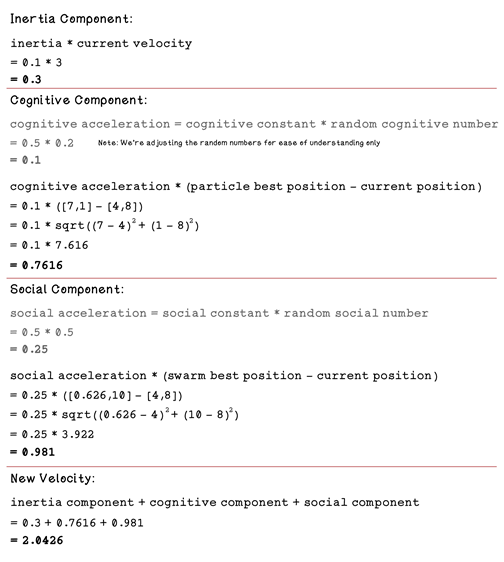 Inertia Component:
inertia * current velocity
= 0.1 * 3
= 0.3
Cognitive Component:
cognitive acceleration = cognitive constant * random cognitive number
= 0.5 * 0.2 Note: We're adjusting the random numbers for ease of understanding only
= 0.1
cognitive acceleration * (particle best position - current position)
= 0.1 * ([7,1] - [4,8])
= 0.1 * sqrt((7 - 4)² + (1 - 8)²)
= 0.1 * 7.616
= 0.7616
Social Component:
social acceleration = social constant * random social number
= 0.5 * 0.5
= 0.25
social acceleration * (swarm best position - current position)
= 0.25 * ([0.626,10] - [4,8])
= 0.25 * sqrt((0.626 - 4)² + (10 - 8)²)
= 0.25 * 3.922
= 0.981
New Velocity:
inertia component + cognitive component + social component
= 0.3 + 0.7616 + 0.981
= 2.0426